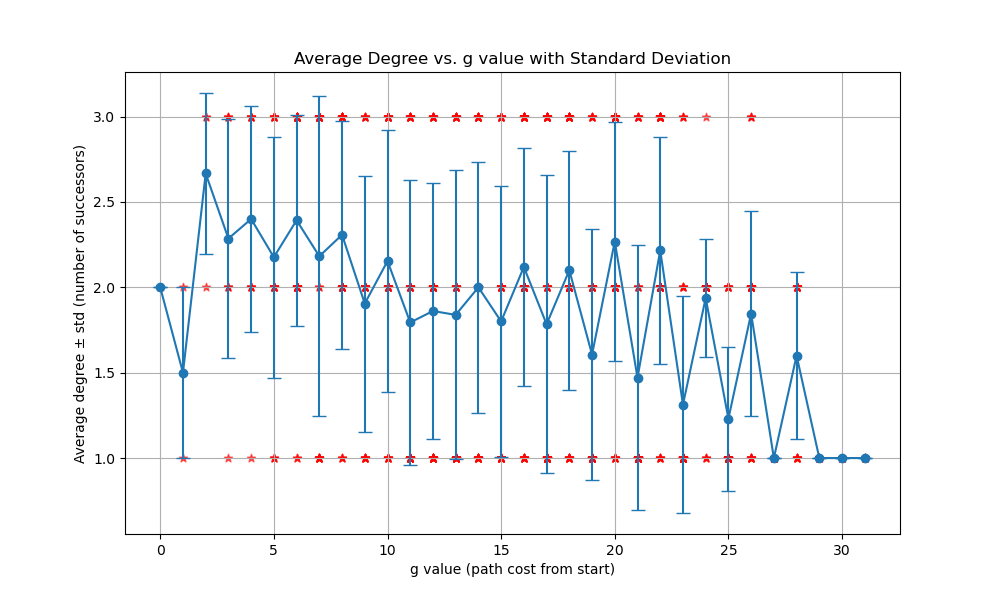 Average Degree vs. g value with Standard Deviation
Average degree ± std (number of successors)
3.0
2.5
2.0
1.5
1.0
0 5 10 15 20 25 30
g value (path cost from start)